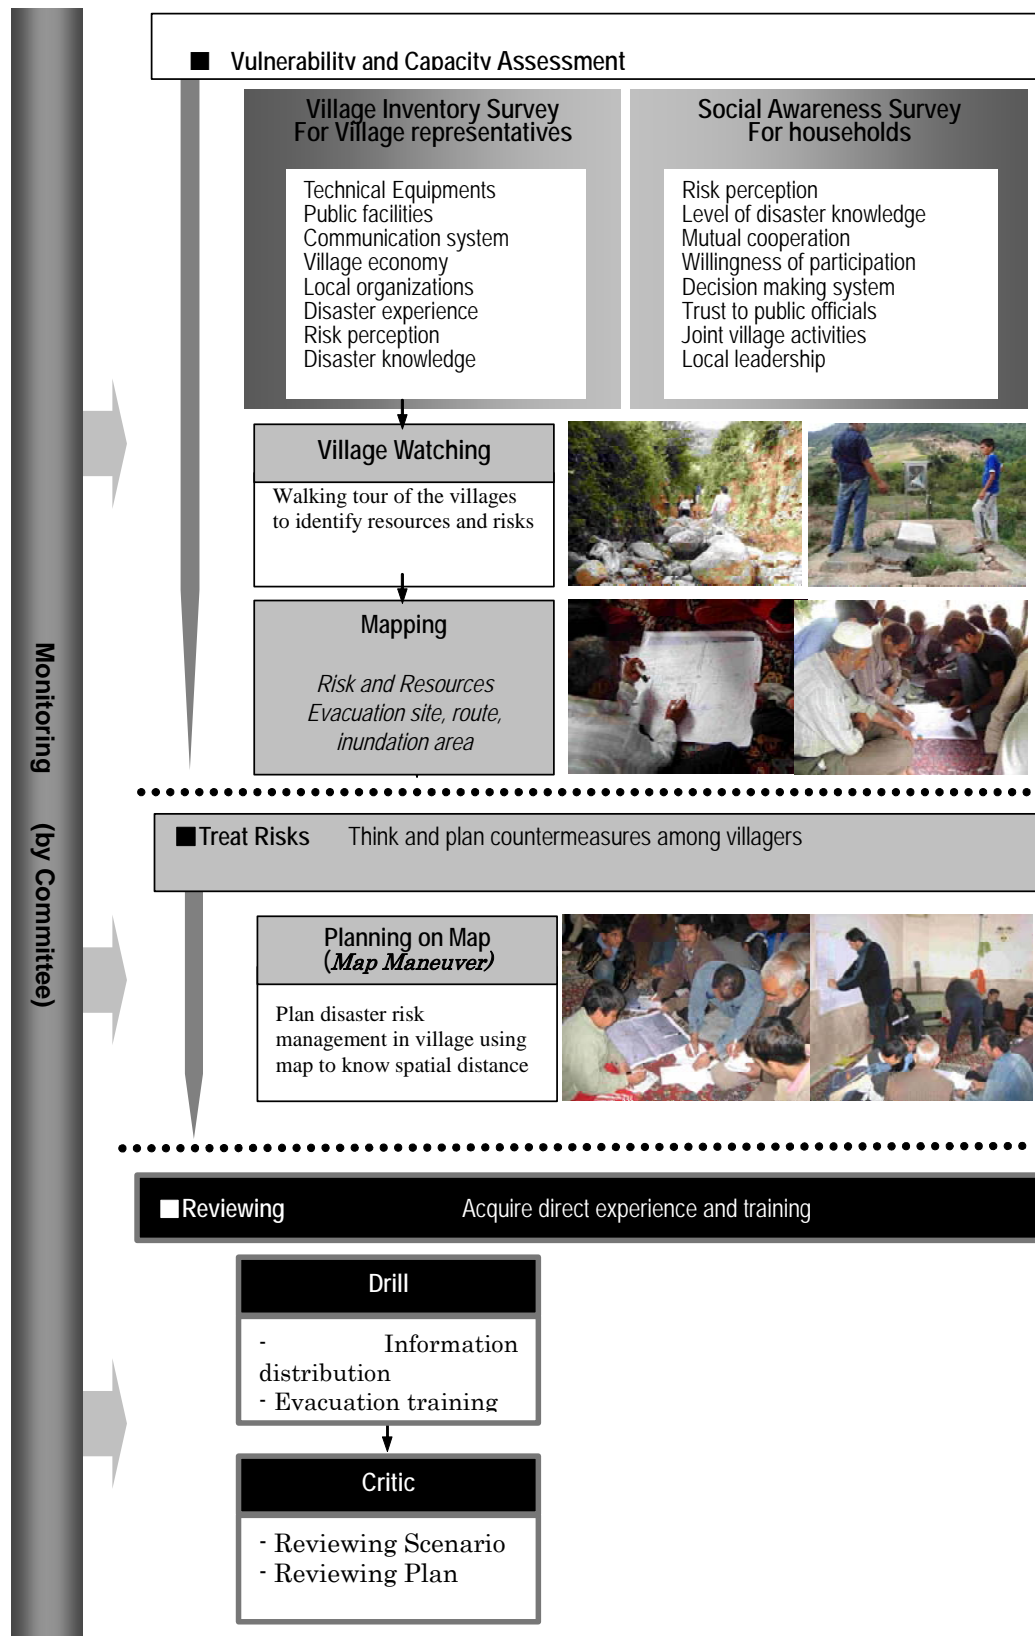 ■ Vulnerability and Capacity Assessment
Village Inventory Survey
For Village representatives
Technical Equipments
Public facilities
Communication system
Village economy
Local organizations
Disaster experience
Risk perception
Disaster knowledge
Social Awareness Survey
For households
Risk perception
Level of disaster knowledge
Mutual cooperation
Willingness of participation
Decision making system
Trust to public officials
Joint village activities
Local leadership
Village Watching
Walking tour of the villages
to identify resources and risks
Mapping
Risk and Resources
Evacuation site, route,
inundation area
Monitoring (by Committee)
■ Treat Risks Think and plan countermeasures among villagers
Planning on Map
(Map Maneuver)
Plan disaster risk
management in village using
map to know spatial distance
■ Reviewing Acquire direct experience and training
Drill
- Information
distribution
- Evacuation training
Critic
- Reviewing Scenario
- Reviewing Plan